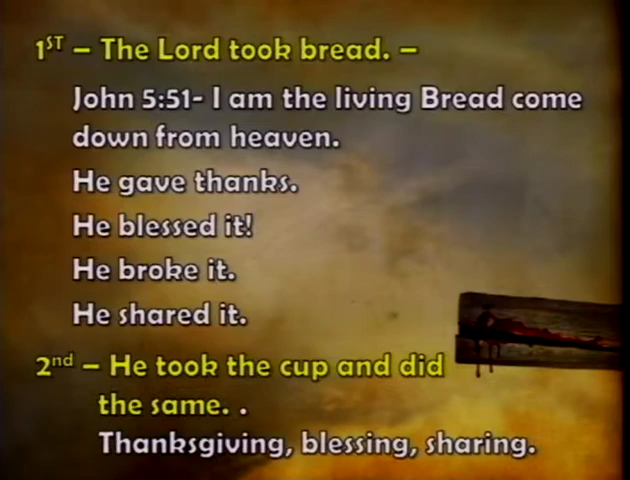 1ST – The Lord took bread. –
John 5:51- I am the living Bread come
down from heaven.
He gave thanks.
He blessed it!
He broke it.
He shared it.
2nd – He took the cup and did
the same. .
Thanksgiving, blessing, sharing.